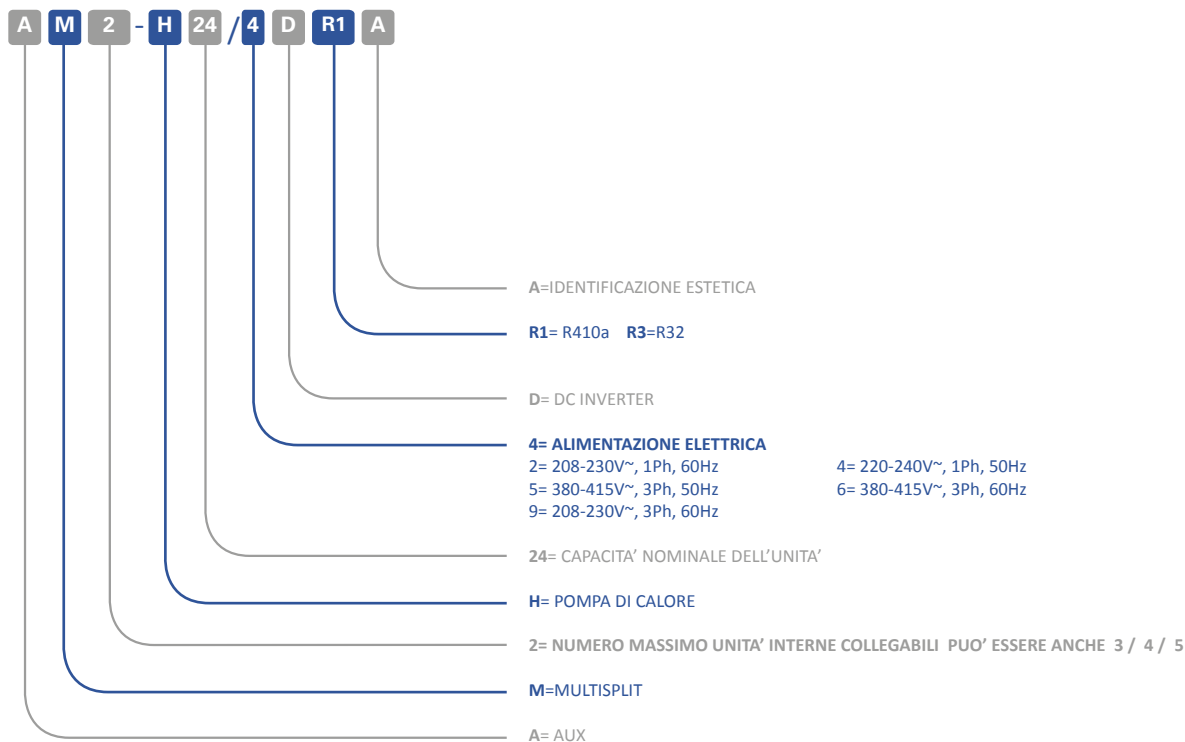 A M 2 - H 24 / 4 D R1 A
A=IDENTIFICAZIONE ESTETICA
R1= R410a R3=R32
D= DC INVERTER
4= ALIMENTAZIONE ELETTRICA
2= 208-230V~, 1Ph, 60Hz 4= 220-240V~, 1Ph, 50Hz
5= 380-415V~, 3Ph, 50Hz 6= 380-415V~, 3Ph, 60Hz
9= 208-230V~, 3Ph, 60Hz
24= CAPACITA’ NOMINALE DELL’UNITA’
H= POMPA DI CALORE
2= NUMERO MASSIMO UNITA’ INTERNE COLLEGABILI PUO’ ESSERE ANCHE 3 / 4 / 5
M=MULTISPLIT
A= AUX